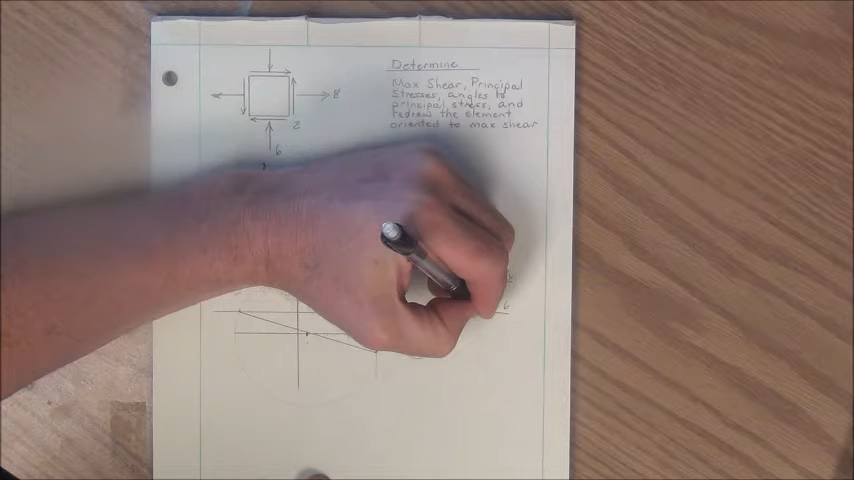 Determine
Max Shear, Principal
Stresses, angles to
principal stress, and
redraw the element
oriented to max shear
8
2
6
6